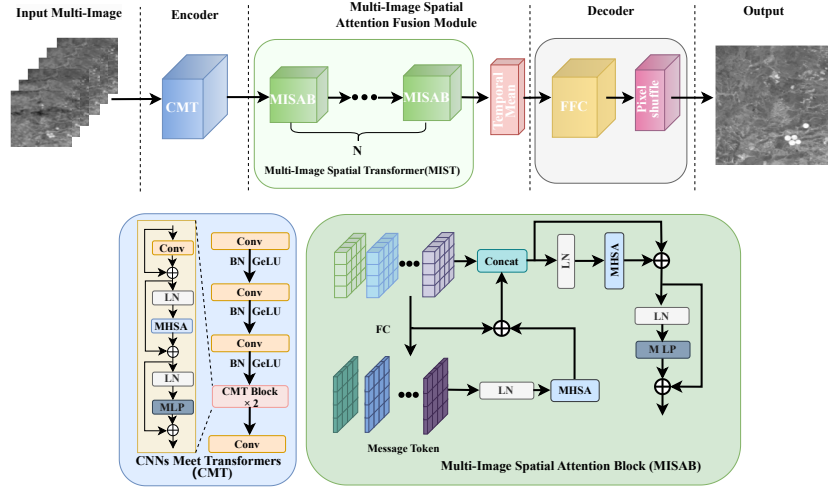 Input Multi-Image
Encoder
Multi-Image Spatial
Attention Fusion Module
Decoder
Output
CMT
MISAB
MISAB
N
Multi-Image Spatial Transformer(MIST)
Temporal
Mean
FFC
Pixel
shuffle
Conv
LN
MHSA
LN
MLP
Conv
BN GeLU
Conv
BN GeLU
Conv
BN GeLU
CMT Block
× 2
Conv
CNNs Meet Transformers
(CMT)
Concat
LN
MHSA
LN
M LP
FC
LN
MHSA
Message Token
Multi-Image Spatial Attention Block (MISAB)